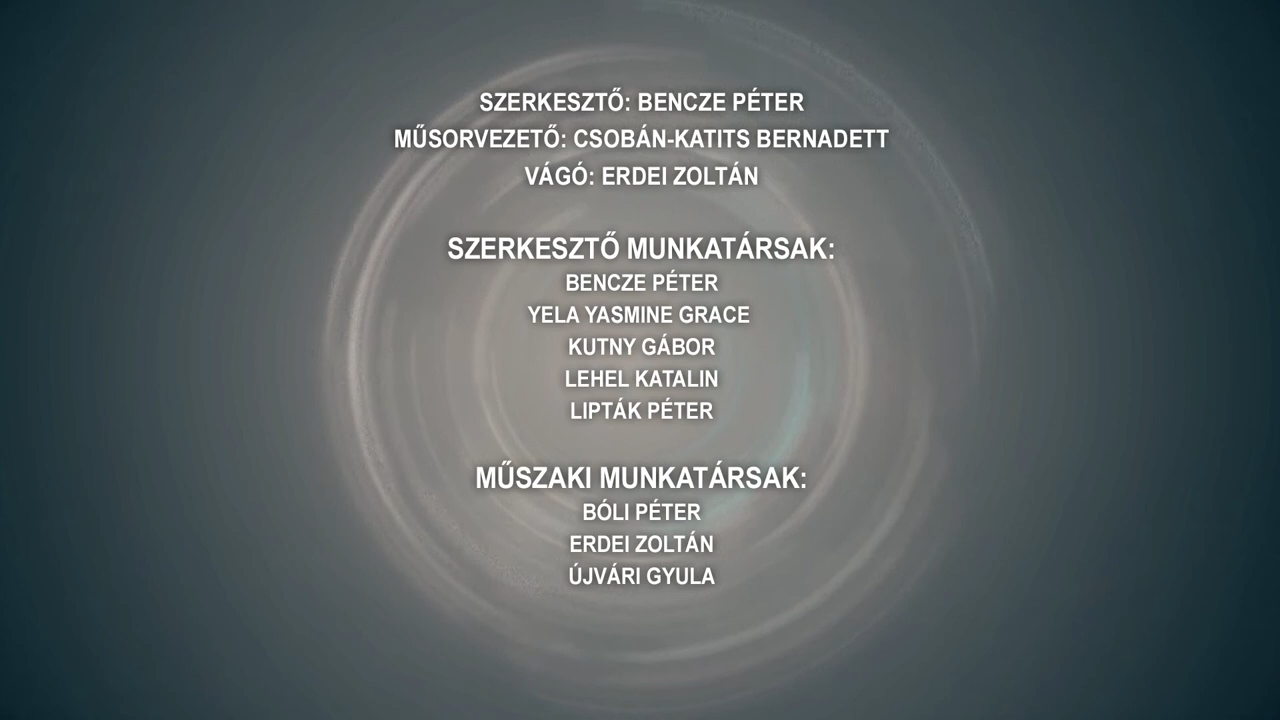 SZERKESZTŐ: BENCZE PÉTER
MŰSORVEZETŐ: CSOBÁN-KATITS BERNADETT
VÁGÓ: ERDEI ZOLTÁN
SZERKESZTŐ MUNKATÁRSAK:
BENCZE PÉTER
YELA YASMINE GRACE
KUTNY GÁBOR
LEHEL KATALIN
LIPTÁK PÉTER
MŰSZAKI MUNKATÁRSAK:
BÓLI PÉTER
ERDEI ZOLTÁN
ÚJVÁRI GYULA